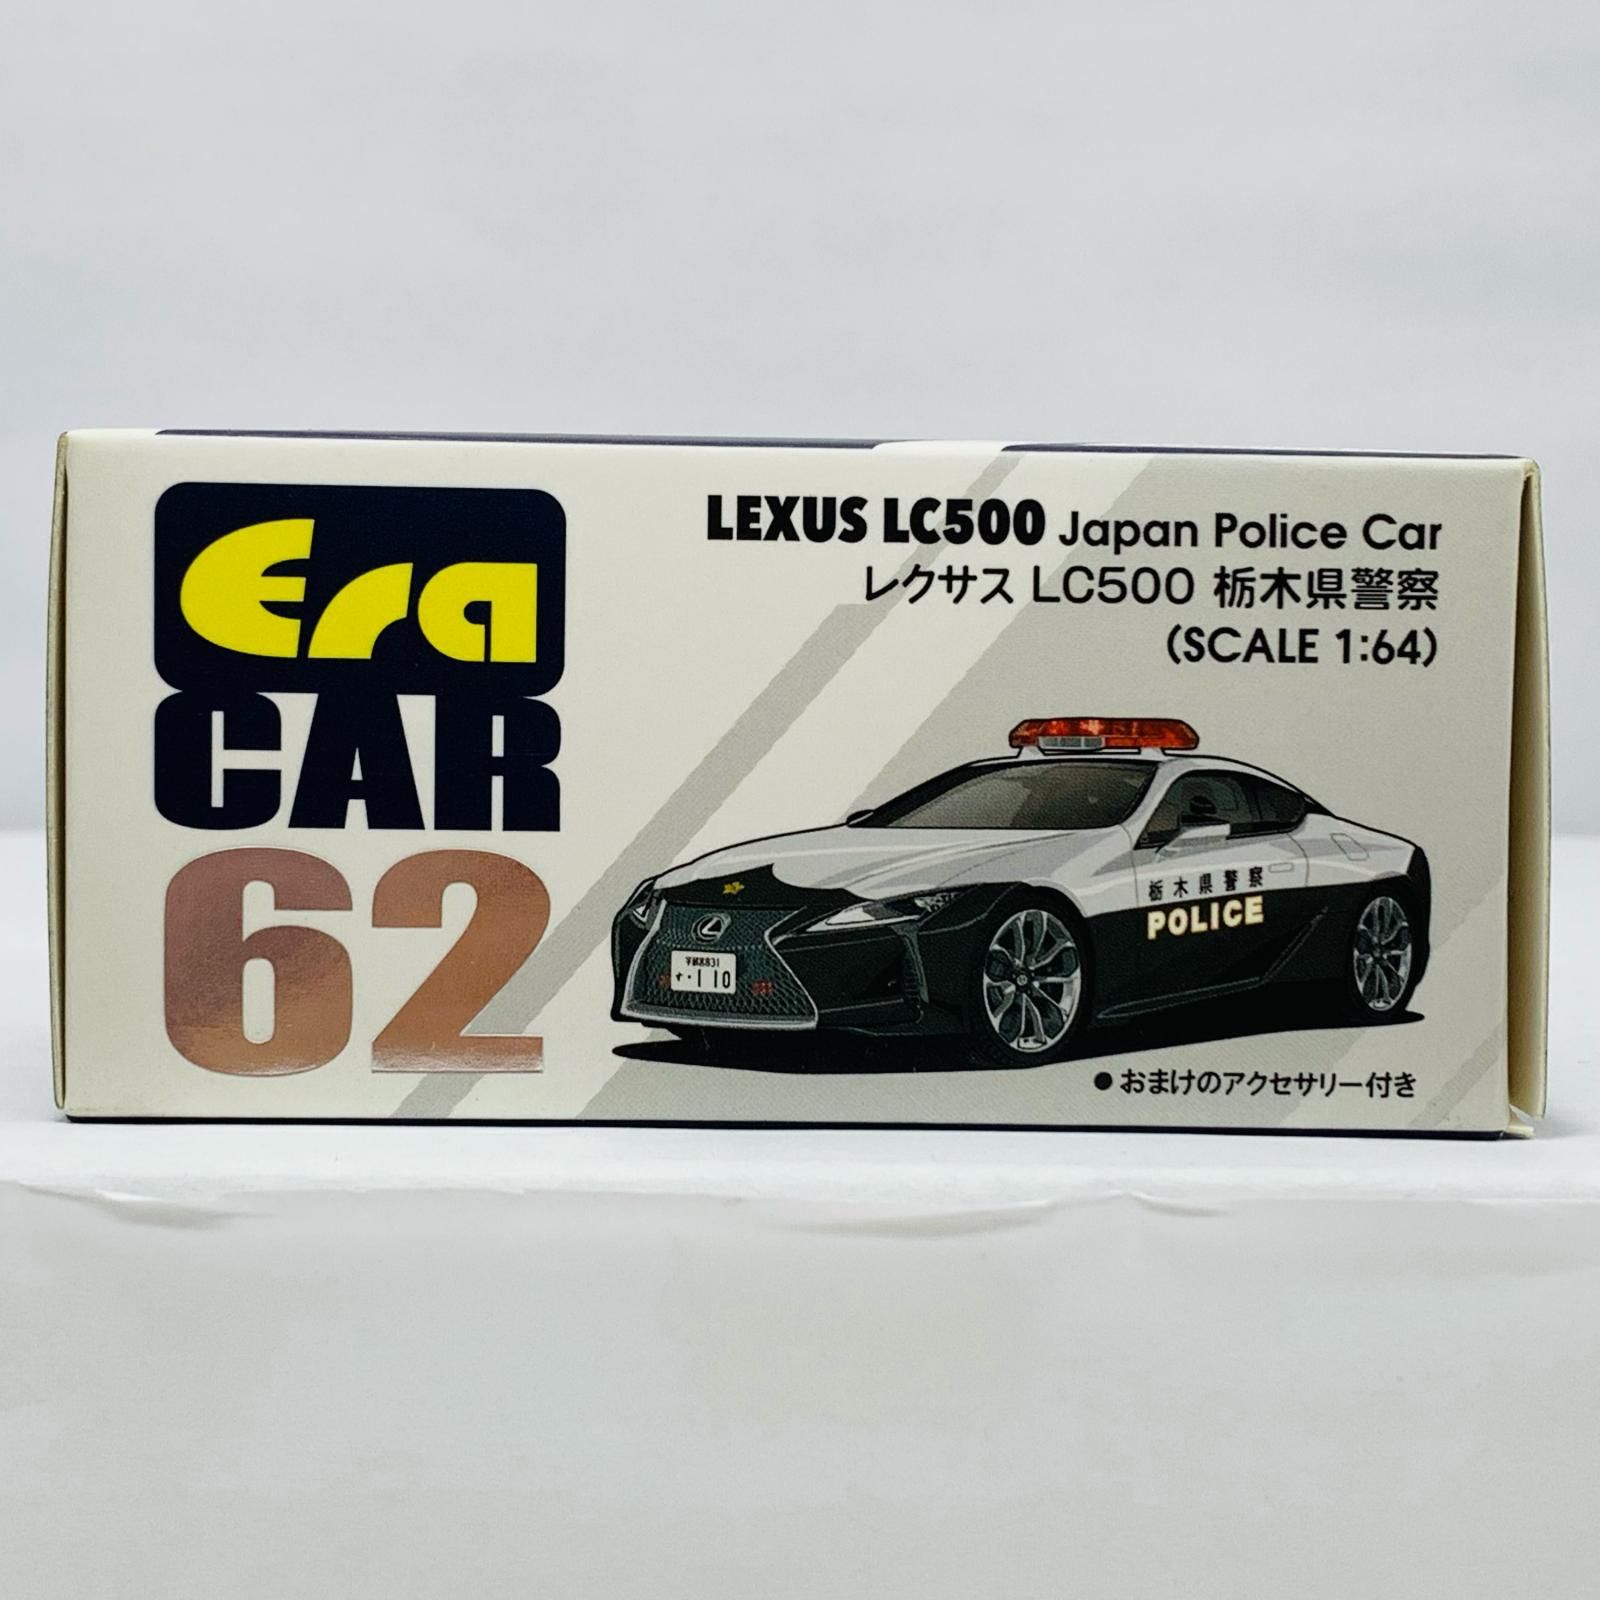 Era
CAR
62
LEXUS LC500 Japan Police Car
レクサス LC500 栃木県警察
(SCALE 1:64)
栃木県警察
POLICE
す・110
●おまけのアクセサリー付き